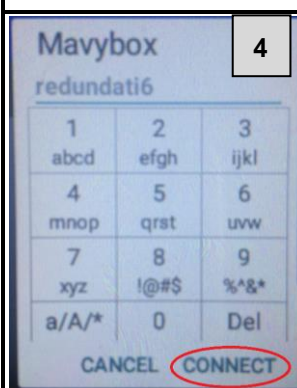 Mavybox
4
redundati6
1 2 3
abcd efgh ijkl
4 5 6
mnop qrst uvw
7 8 9
xyz !@#$ %^&*
a/A/* 0 Del
CANCEL CONNECT